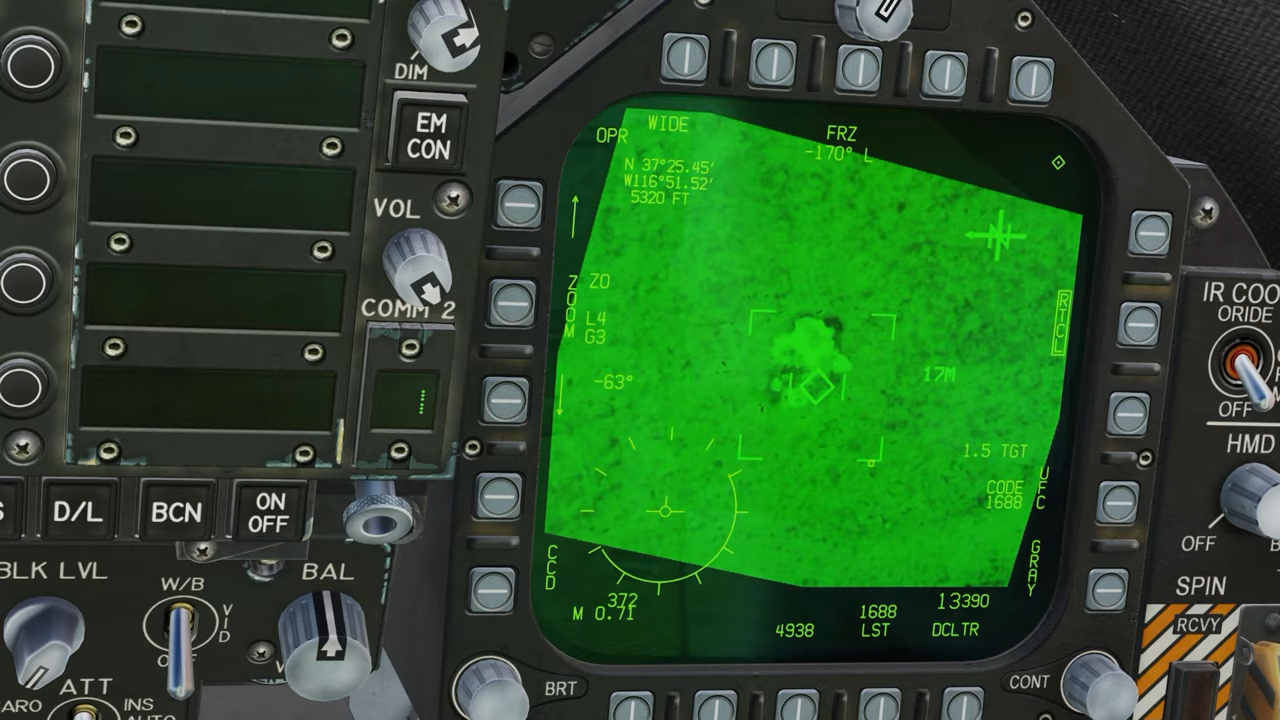 DIM
EM
CON
VOL
COMM 2
D/L
BCN
ON
OFF
BLK LVL
W/B
VID
BAL
ATT
INS
AUTO
BRT
CONT
OPR
WIDE
FRZ
-170° L
N 37°25.45'
W116°51.52'
5320 FT
ZOOM
Z0
L4
G3
-63°
RTCL
17M
1.5 TGT
CODE
1688
UFC
CCD
GRAY
372
M 0.71
4938
1688
LST
13390
DCLTR
IR COO
ORIDE
OFF
HMD
OFF
SPIN
RCVY